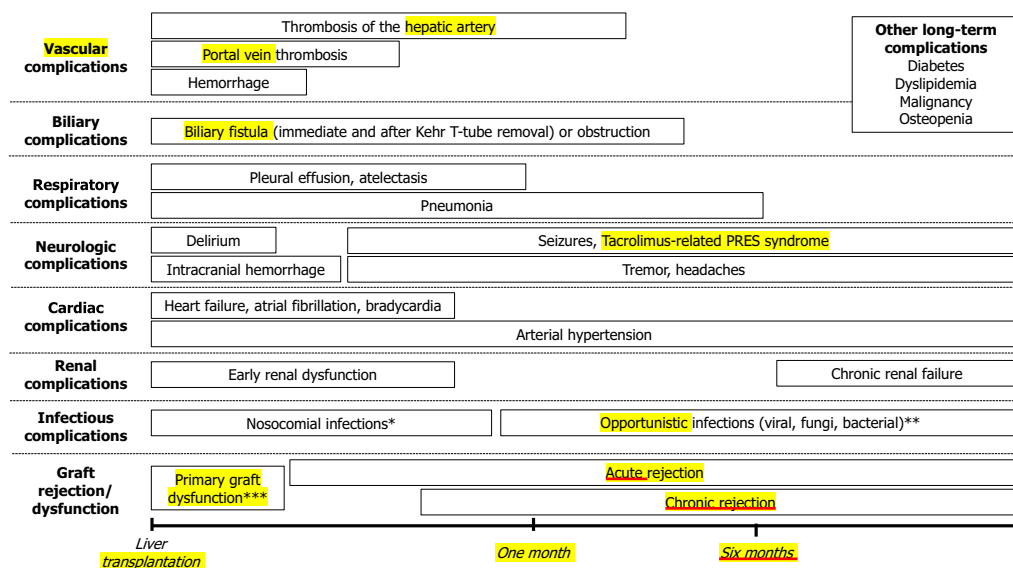 Vascular
complications
Thrombosis of the hepatic artery
Portal vein thrombosis
Hemorrhage
Other long-term
complications
Diabetes
Dyslipidemia
Malignancy
Osteopenia
Biliary
complications
Biliary fistula (immediate and after Kehr T-tube removal) or obstruction
Respiratory
complications
Pleural effusion, atelectasis
Pneumonia
Neurologic
complications
Delirium
Seizures, Tacrolimus-related PRES syndrome
Intracranial hemorrhage
Tremor, headaches
Cardiac
complications
Heart failure, atrial fibrillation, bradycardia
Arterial hypertension
Renal
complications
Early renal dysfunction
Chronic renal failure
Infectious
complications
Nosocomial infections*
Opportunistic infections (viral, fungi, bacterial)**
Graft
rejection/
dysfunction
Primary graft
dysfunction***
Acute rejection
Chronic rejection
Liver
transplantation
One month
Six months